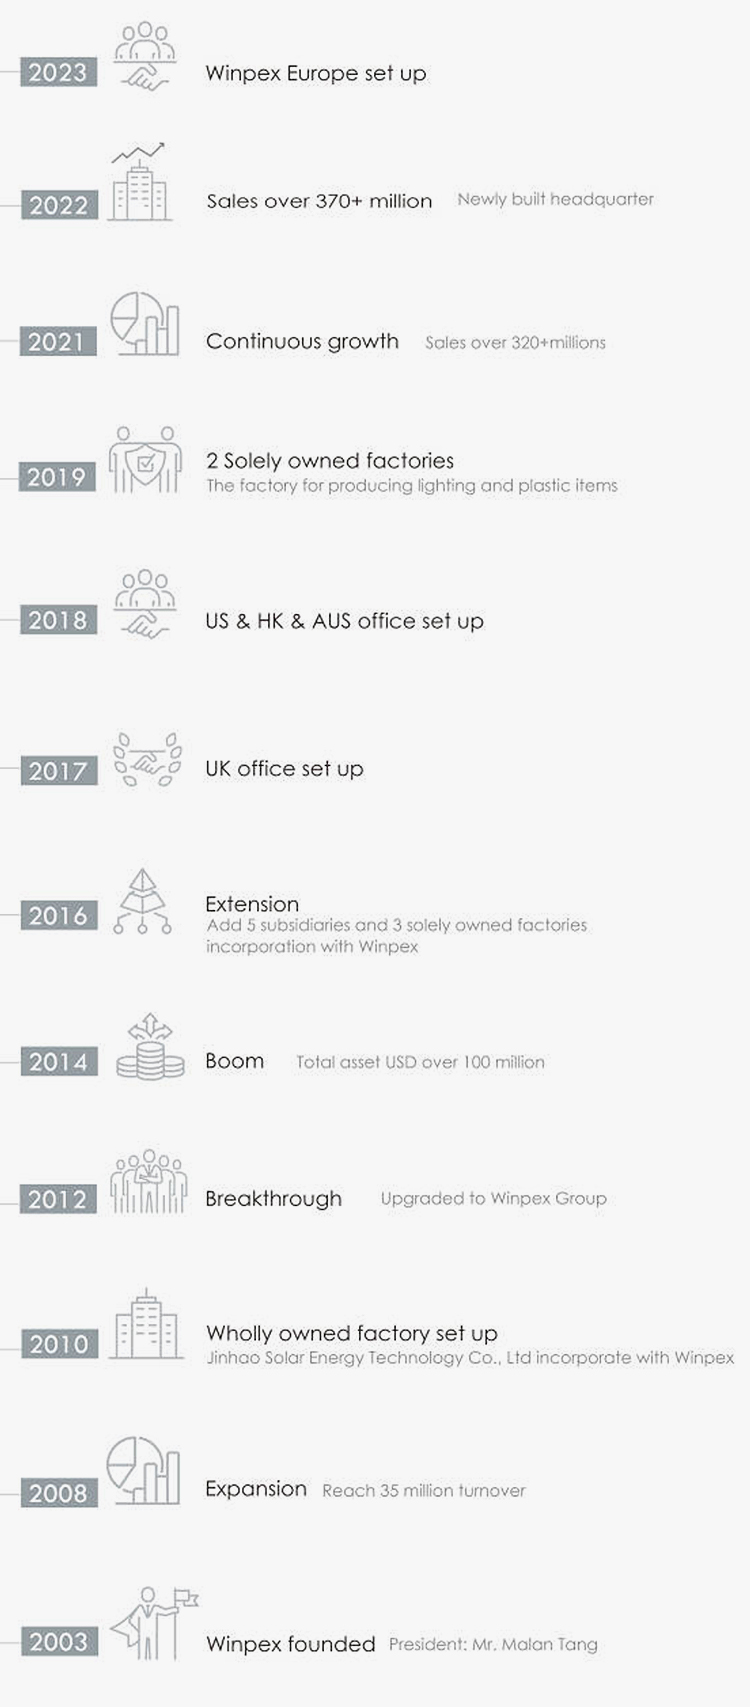 2023
Winpex Europe set up
2022
Sales over 370+ million Newly built headquarter
2021
Continuous growth Sales over 320+millions
2019
2 Solely owned factories
The factory for producing lighting and plastic items
2018
US & HK & AUS office set up
2017
UK office set up
2016
Extension
Add 5 subsidiaries and 3 solely owned factories
incorporation with Winpex
2014
Boom Total asset USD over 100 million
2012
Breakthrough Upgraded to Winpex Group
2010
Wholly owned factory set up
Jinhao Solar Energy Technology Co., Ltd incorporate with Winpex
2008
Expansion Reach 35 million turnover
2003
Winpex founded President: Mr. Malan Tang